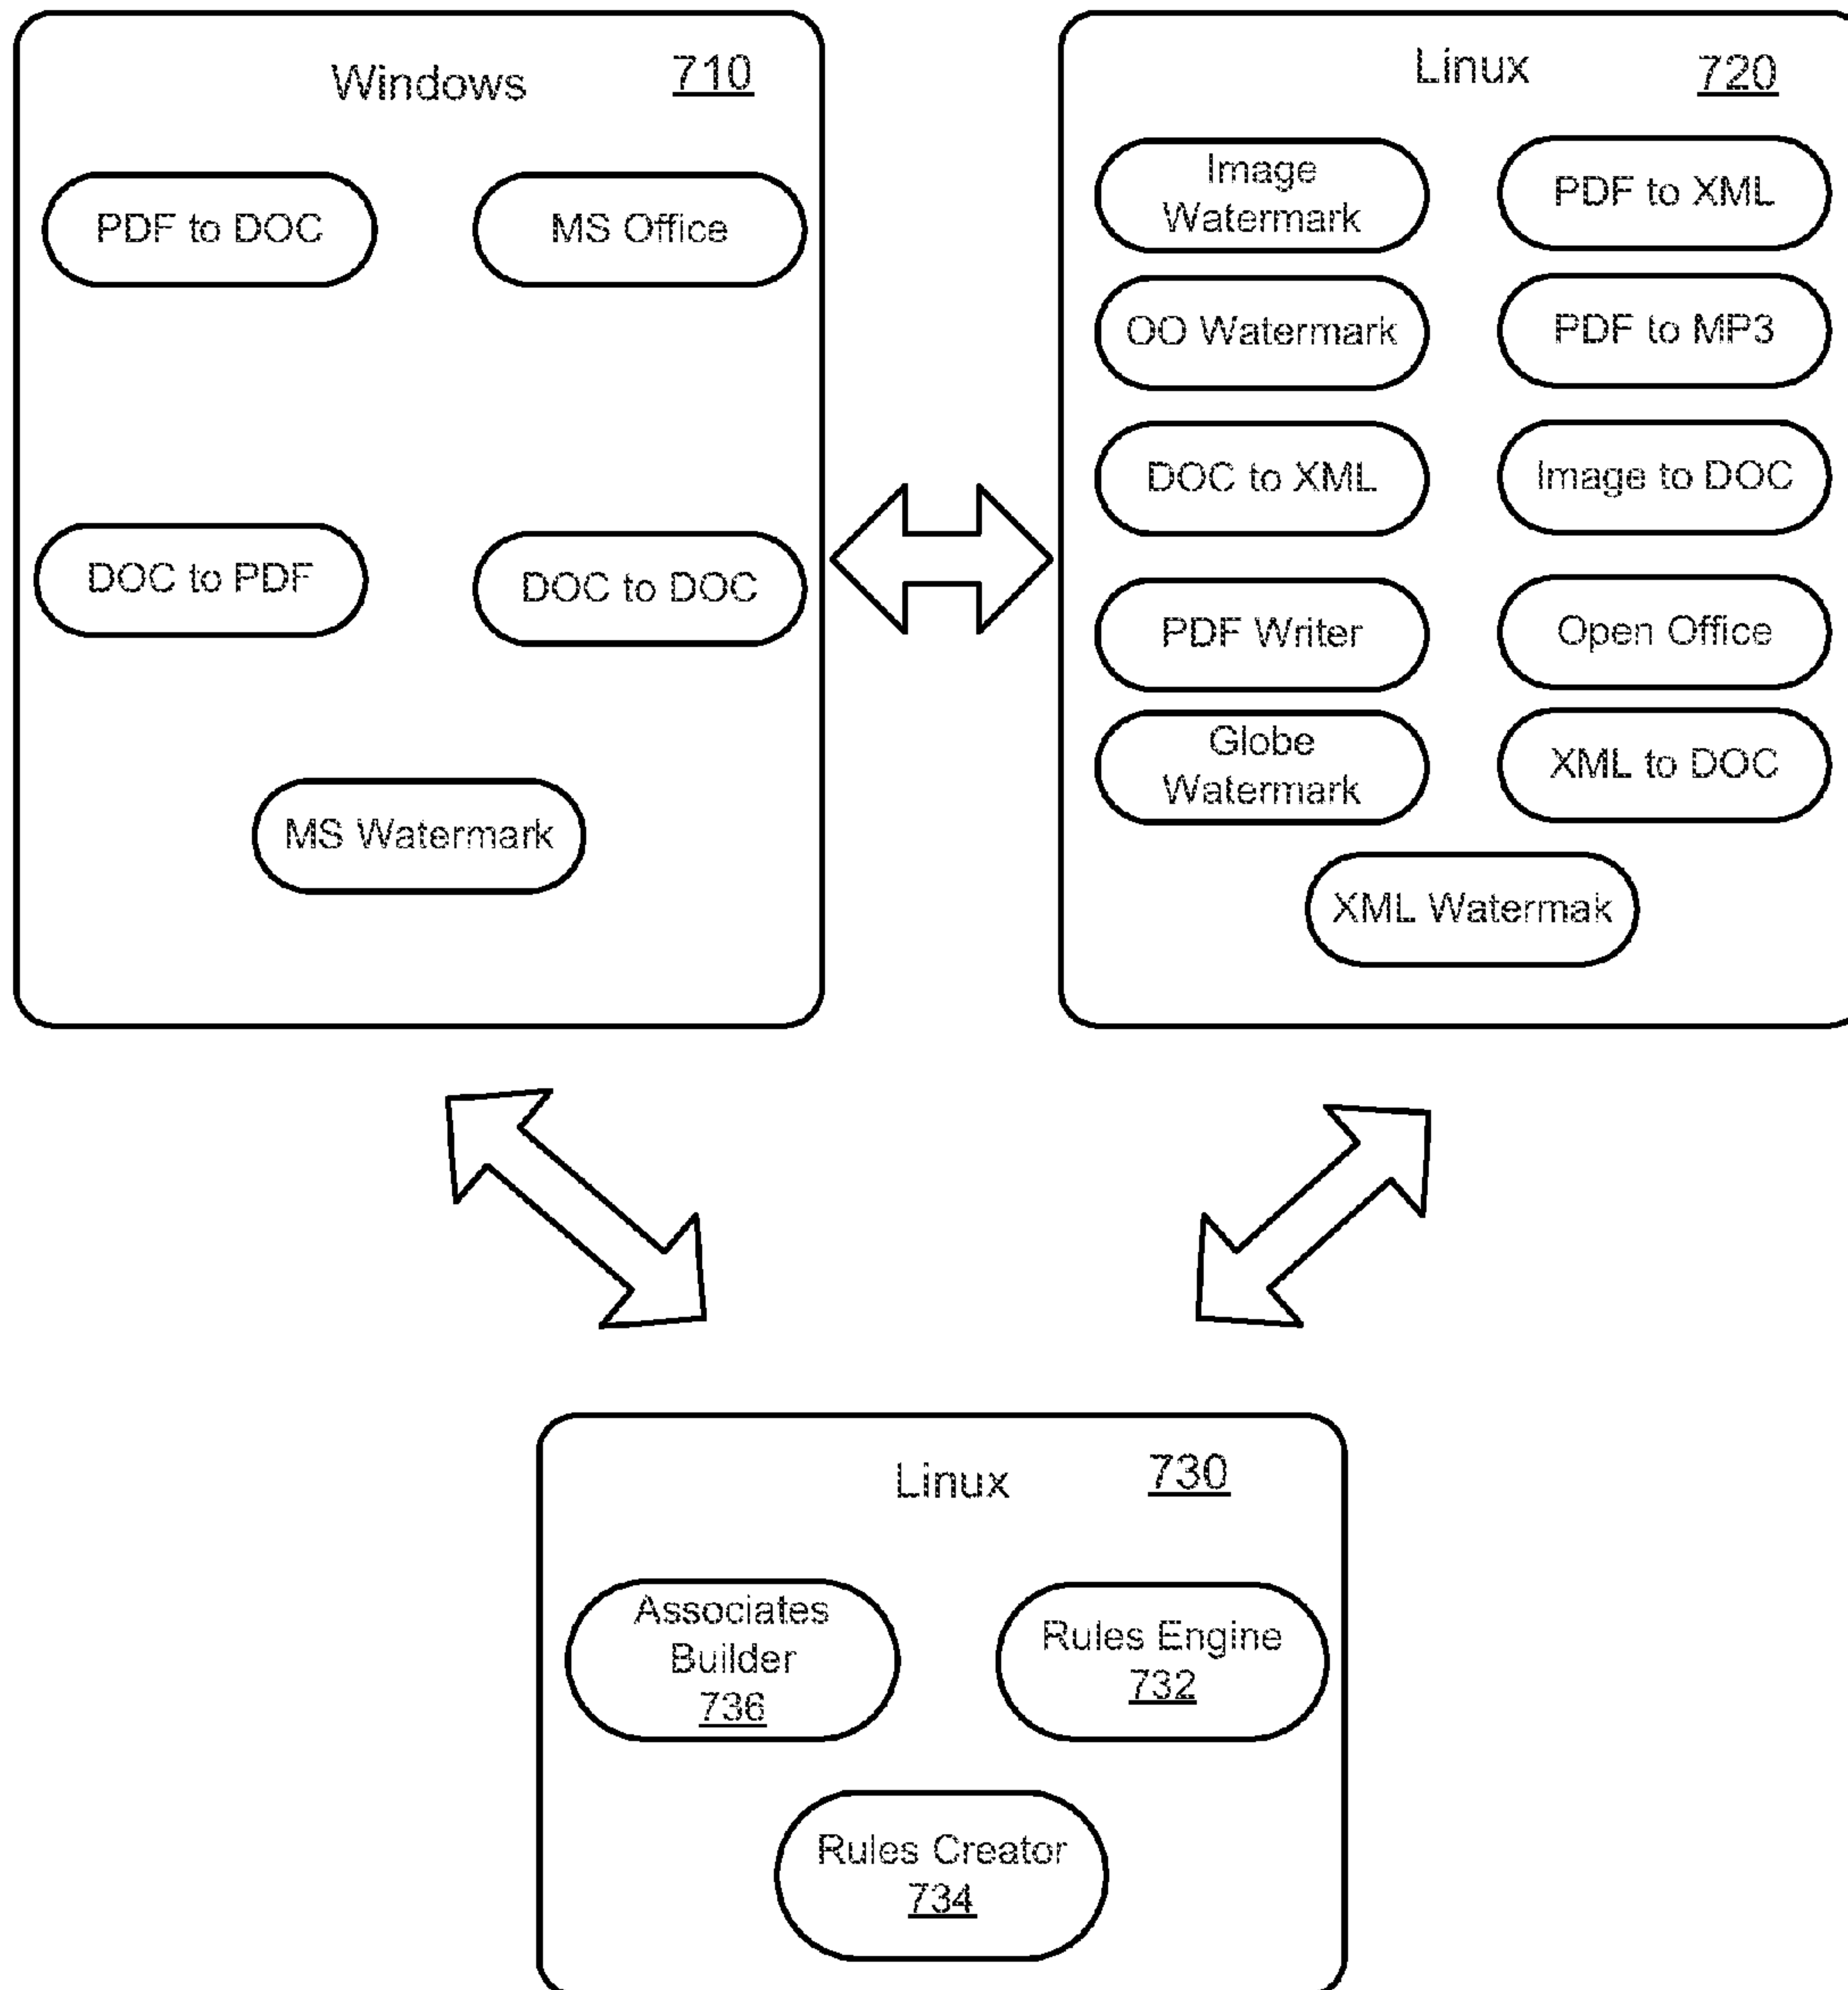 Windows 710
PDF to DOC
MS Office
DOC to PDF
DOC to DOC
MS Watermark
Linux 720
Image
Watermark
PDF to XML
OO Watermark
PDF to MP3
DOC to XML
Image to DOC
PDF Writer
Open Office
Globe
Watermark
XML to DOC
XML Watermak
Linux 730
Associates
Builder
736
Rules Engine
732
Rules Creator
734